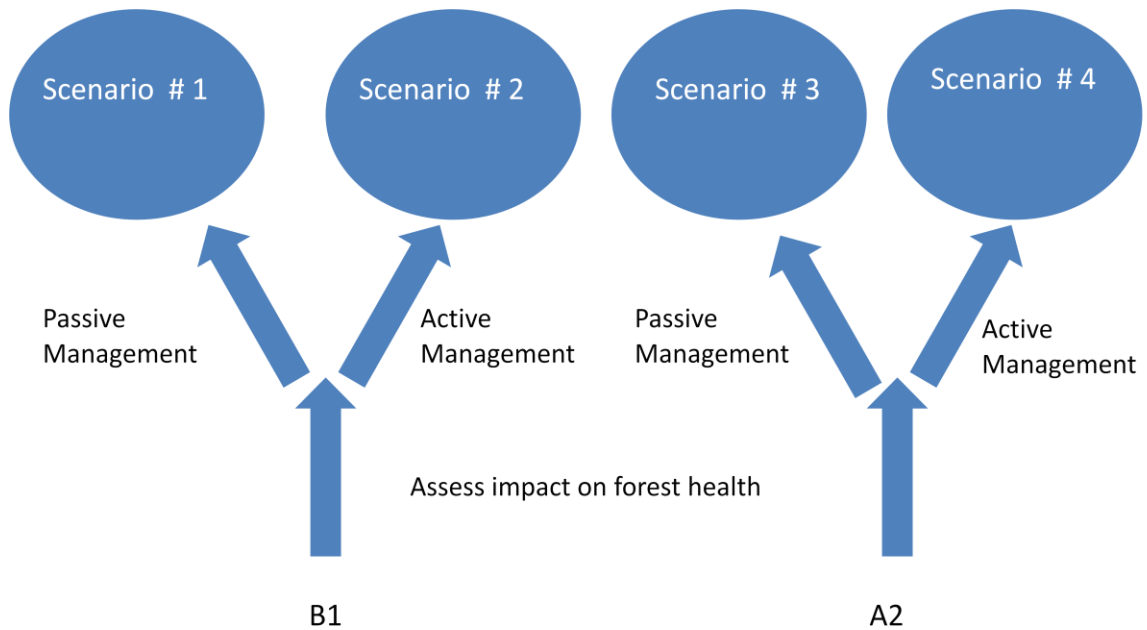 Scenario # 1
Scenario # 2
Scenario # 3
Scenario # 4
Passive
Management
Active
Management
Passive
Management
Active
Management
Assess impact on forest health
B1
A2